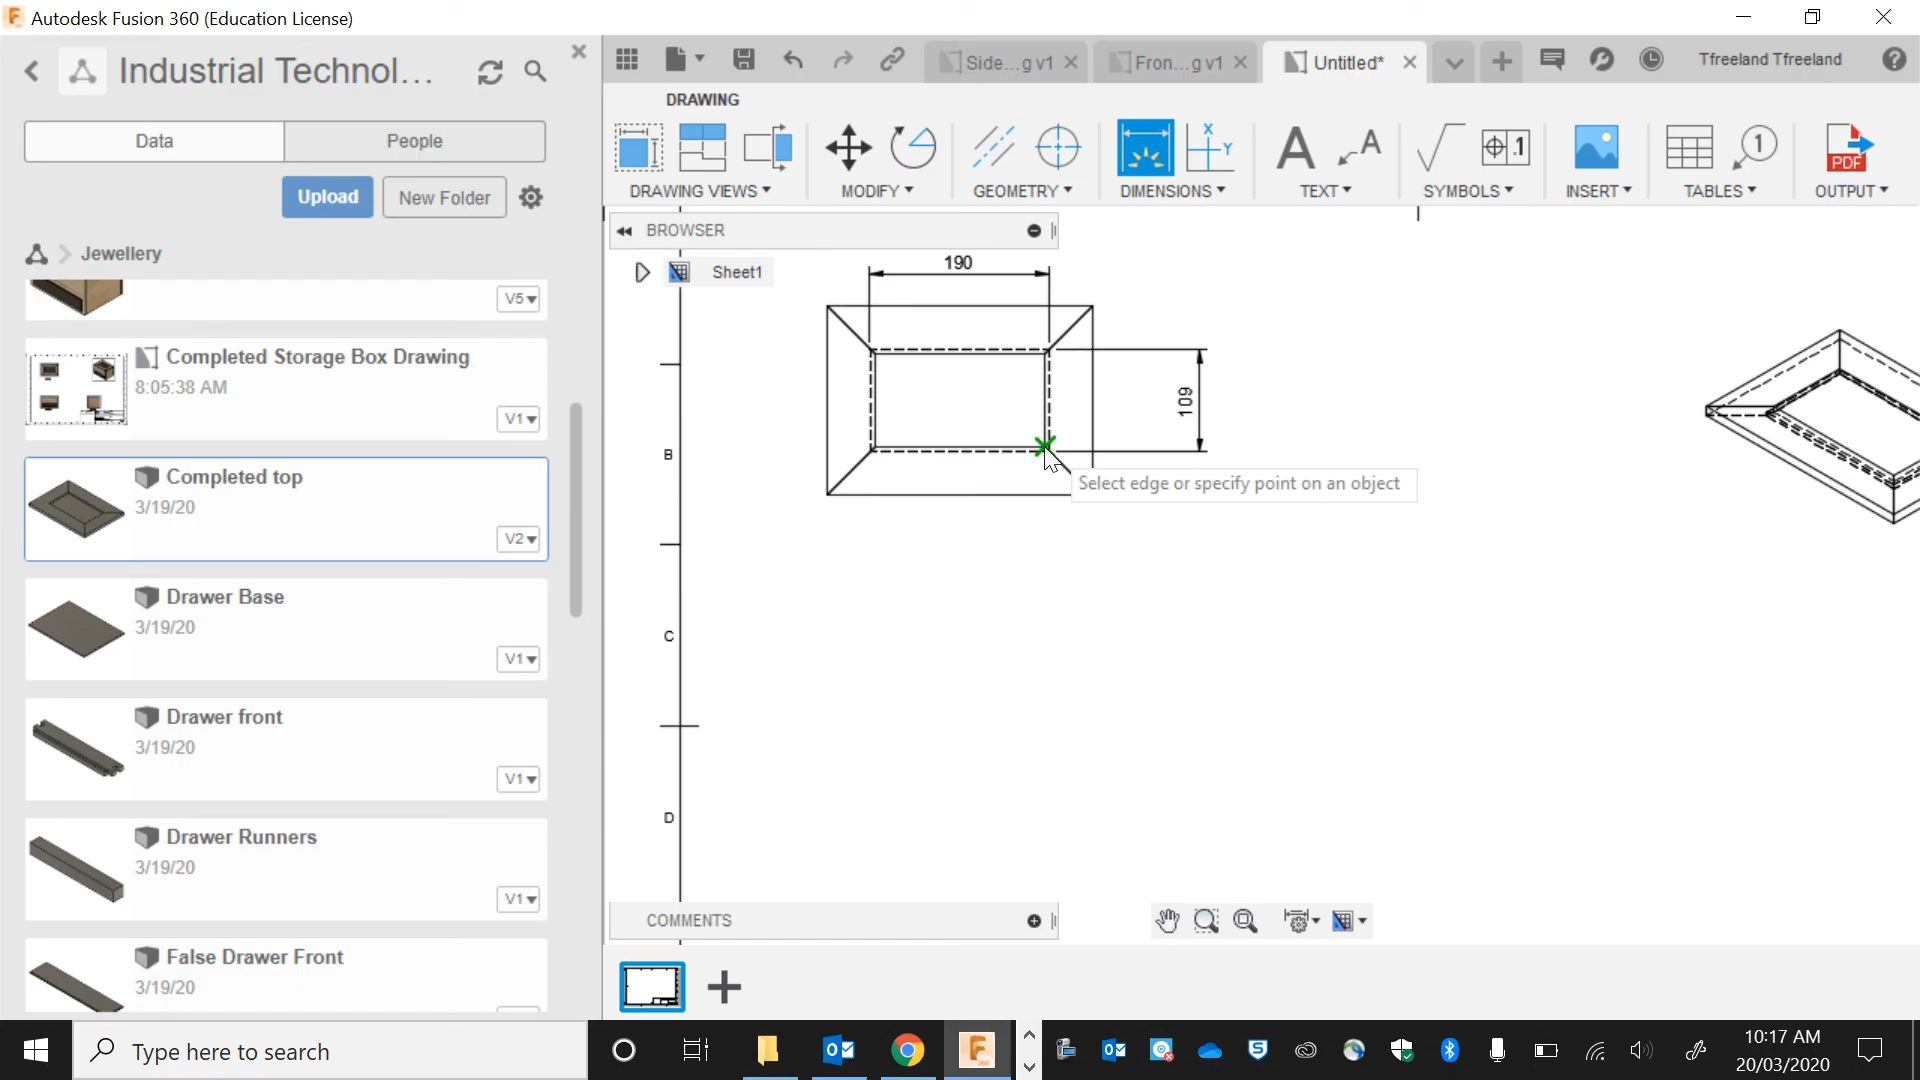 Autodesk Fusion 360 (Education License)
Industrial Technol...
Side...g v1
Fron...g v1
Untitled*
Tfreeland Tfreeland
Data
People
DRAWING
X
Y
A
A
.1
1
PDF
DRAWING VIEWS
MODIFY
GEOMETRY
DIMENSIONS
TEXT
SYMBOLS
INSERT
TABLES
OUTPUT
Upload
New Folder
Jewellery
BROWSER
Sheet1
V5
Completed Storage Box Drawing
8:05:38 AM
V1
Completed top
3/19/20
V2
Drawer Base
3/19/20
V1
Drawer front
3/19/20
V1
Drawer Runners
3/19/20
V1
False Drawer Front
3/19/20
190
109
B
C
D
Select edge or specify point on an object
COMMENTS
Type here to search
10:17 AM
20/03/2020